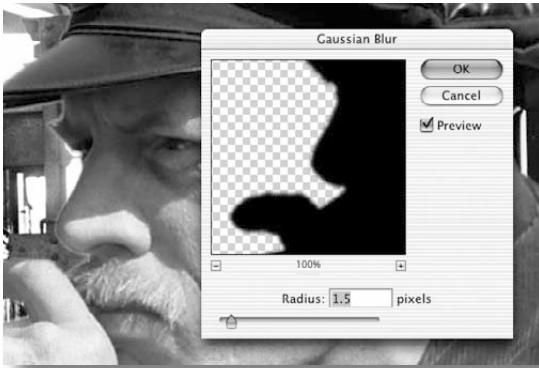 Gaussian Blur
OK
Cancel
Preview
100%
Radius: 1.5 pixels